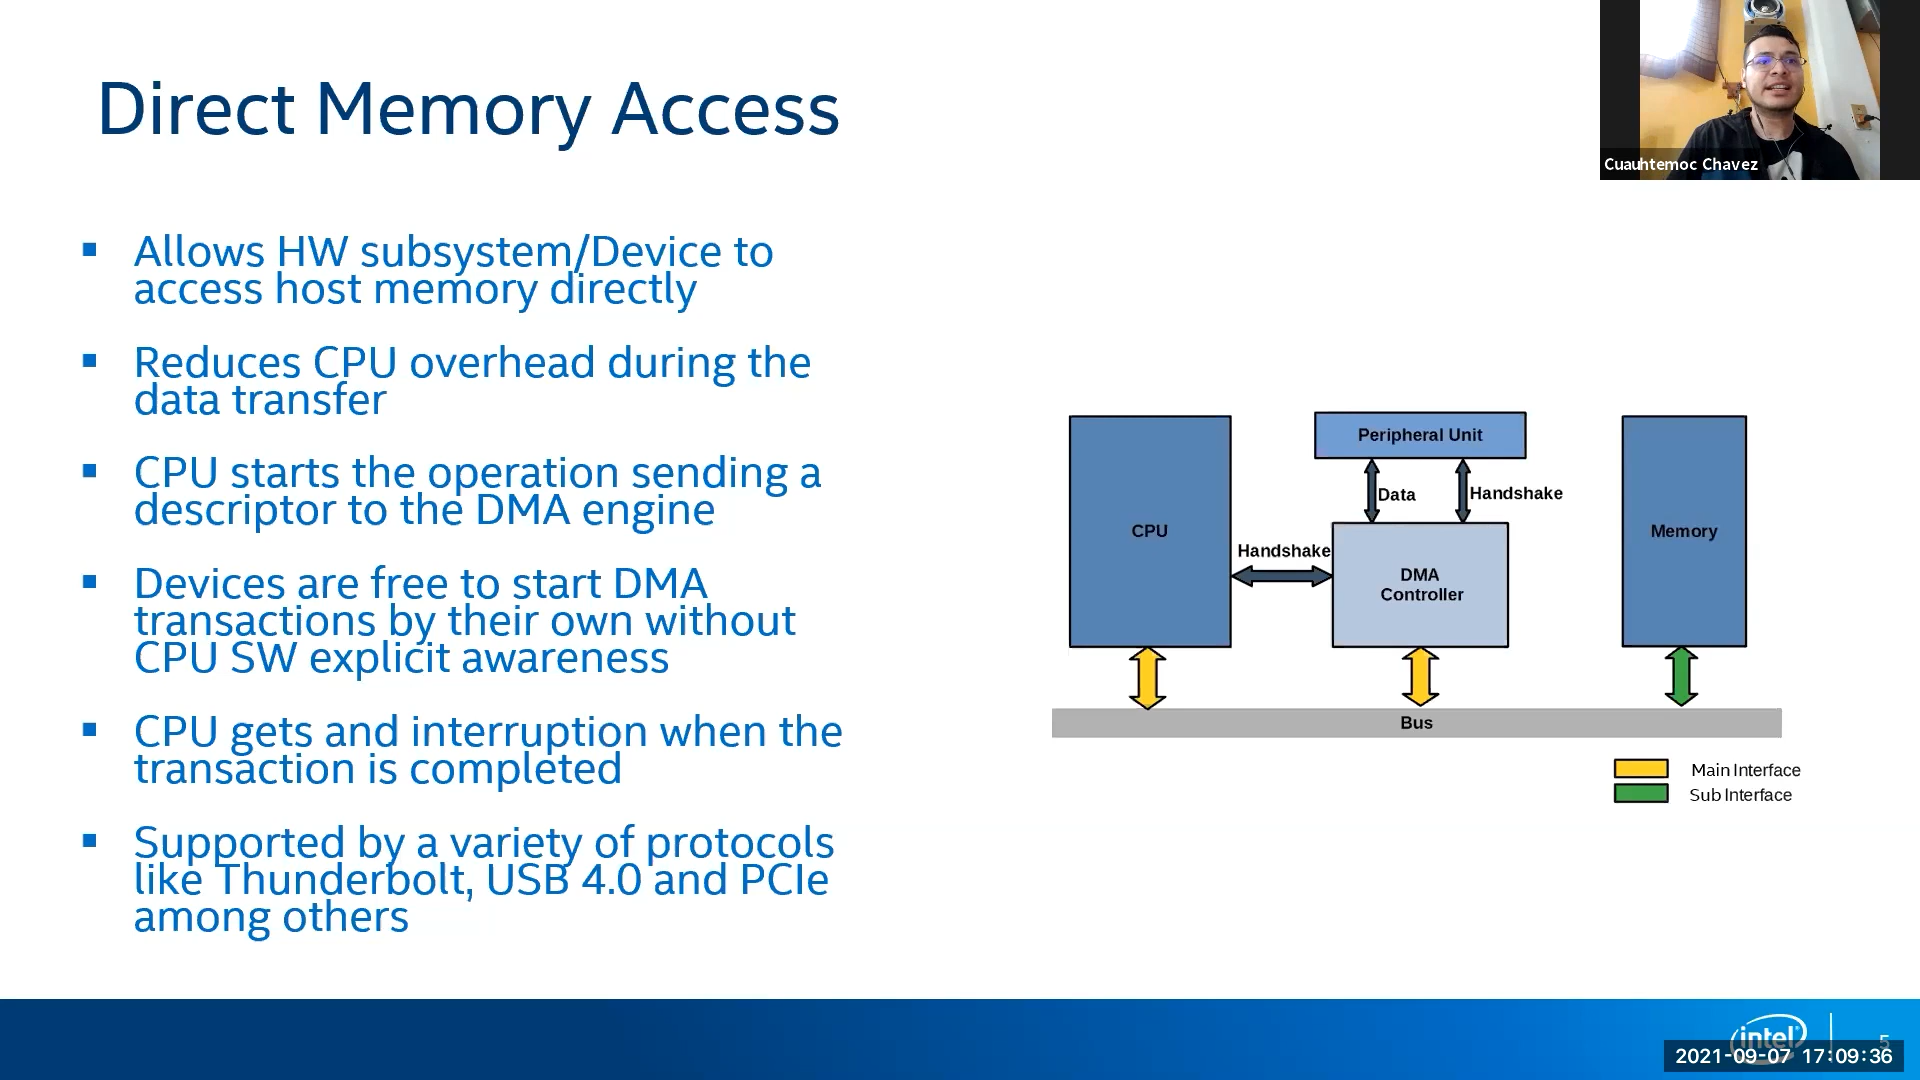 Direct Memory Access
Cuauhtemoc Chavez
▪ Allows HW subsystem/Device to
access host memory directly
▪ Reduces CPU overhead during the
data transfer
▪ CPU starts the operation sending a
descriptor to the DMA engine
▪ Devices are free to start DMA
transactions by their own without
CPU SW explicit awareness
▪ CPU gets and interruption when the
transaction is completed
▪ Supported by a variety of protocols
like Thunderbolt, USB 4.0 and PCIe
among others
Peripheral Unit
Data
Handshake
CPU
Handshake
DMA
Controller
Memory
Bus
Main Interface
Sub Interface
intel
5
2021-09-07 17:09:36